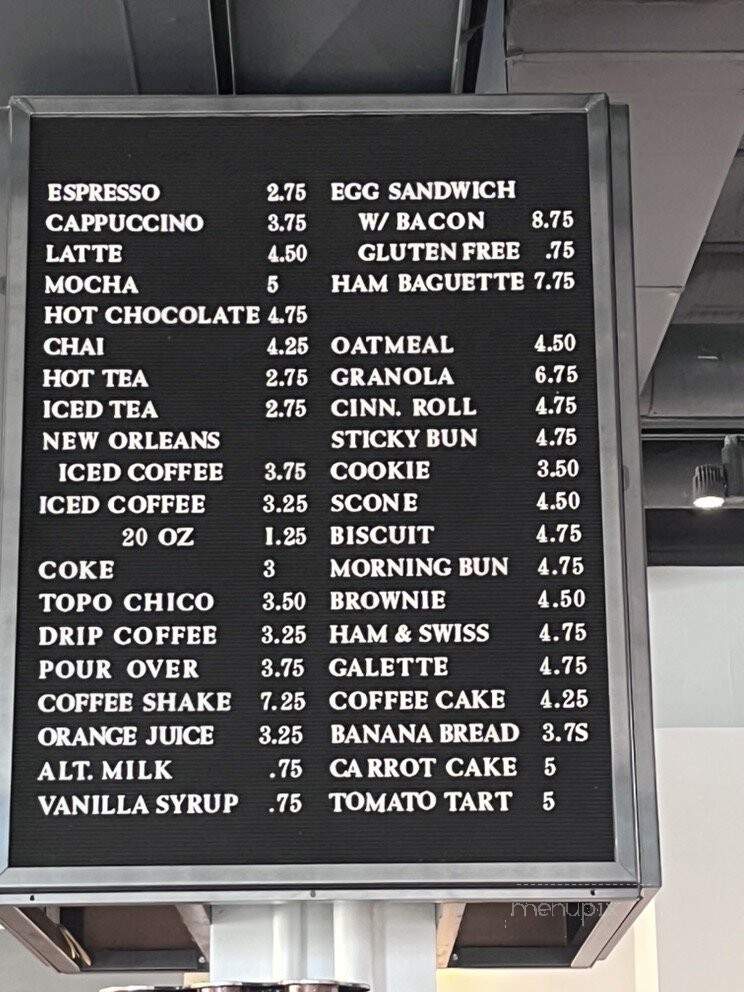 ESPRESSO 2.75
CAPPUCCINO 3.75
LATTE 4.50
MOCHA 5
HOT CHOCOLATE 4.75
CHAI 4.25
HOT TEA 2.75
ICED TEA 2.75
NEW ORLEANS
ICED COFFEE 3.75
ICED COFFEE 3.25
20 OZ 1.25
COKE 3
TOPO CHICO 3.50
DRIP COFFEE 3.25
POUR OVER 3.75
COFFEE SHAKE 7.25
ORANGE JUICE 3.25
ALT. MILK .75
VANILLA SYRUP .75
EGG SANDWICH
W/ BACON 8.75
GLUTEN FREE .75
HAM BAGUETTE 7.75
OATMEAL 4.50
GRANOLA 6.75
CINN. ROLL 4.75
STICKY BUN 4.75
COOKIE 3.50
SCONE 4.50
BISCUIT 4.75
MORNING BUN 4.75
BROWNIE 4.50
HAM & SWISS 4.75
GALETTE 4.75
COFFEE CAKE 4.25
BANANA BREAD 3.7S
CARROT CAKE 5
TOMATO TART 5
menupix